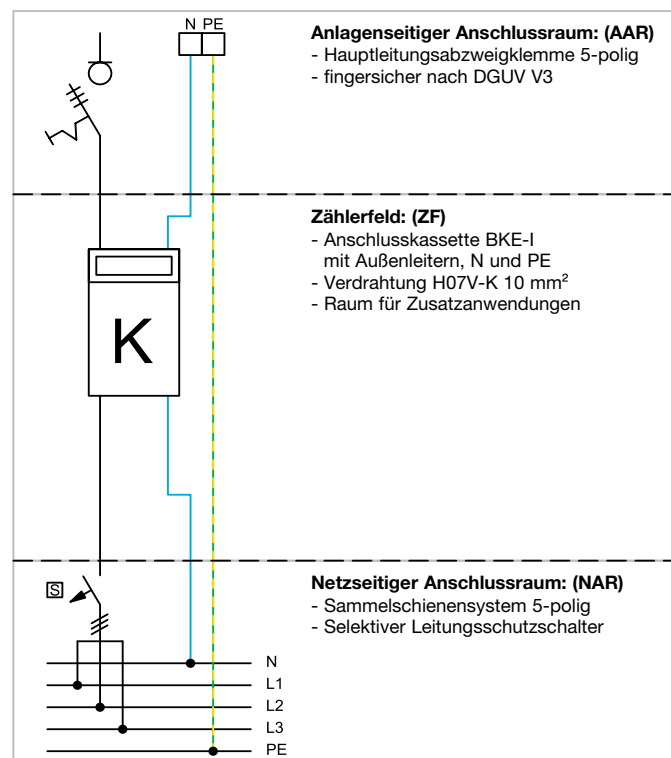 N PE
Anlagenseitiger Anschlussraum: (AAR)
- Hauptleitungsabzweigklemme 5-polig
- fingersicher nach DGUV V3
Zählerfeld: (ZF)
- Anschlusskassette BKE-I
mit Außenleitern, N und PE
- Verdrahtung H07V-K 10 mm²
- Raum für Zusatzanwendungen
K
Netzseitiger Anschlussraum: (NAR)
- Sammelschienensystem 5-polig
- Selektiver Leitungsschutzschalter
S
N
L1
L2
L3
PE